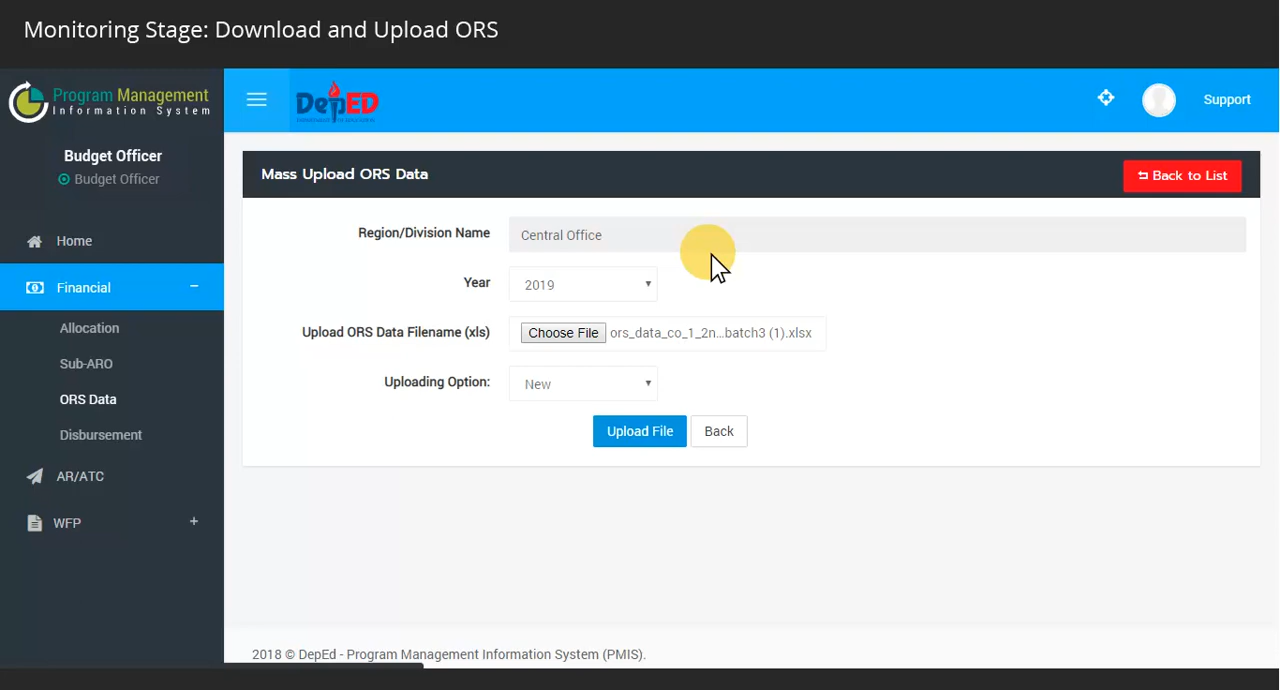 Monitoring Stage: Download and Upload ORS
Program Management
Information System
DepED
Support
Budget Officer
Budget Officer
Mass Upload ORS Data
Back to List
Region/Division Name
Central Office
Home
Year
2019
Financial
Allocation
Upload ORS Data Filename (xls)
Choose File ors_data_co_1_2n...batch3 (1).xlsx
Sub-ARO
Uploading Option:
New
ORS Data
Upload File
Back
Disbursement
AR/ATC
WFP
2018 © DepEd - Program Management Information System (PMIS).